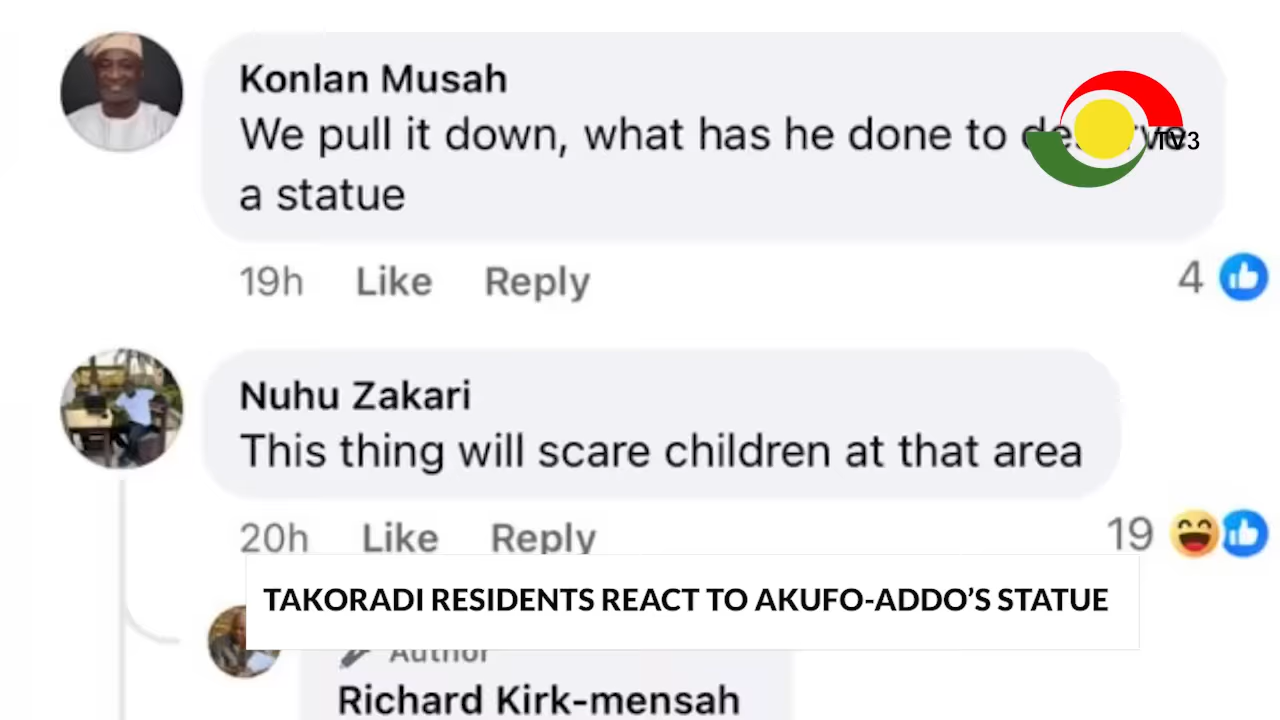 Konlan Musah
We pull it down, what has he done to
a statue
TV3
19h Like Reply
4
Nuhu Zakari
This thing will scare children at that area
20h Like Reply
19
TAKORADI RESIDENTS REACT TO AKUFO-ADDO’S STATUE
Author
Richard Kirk-mensah